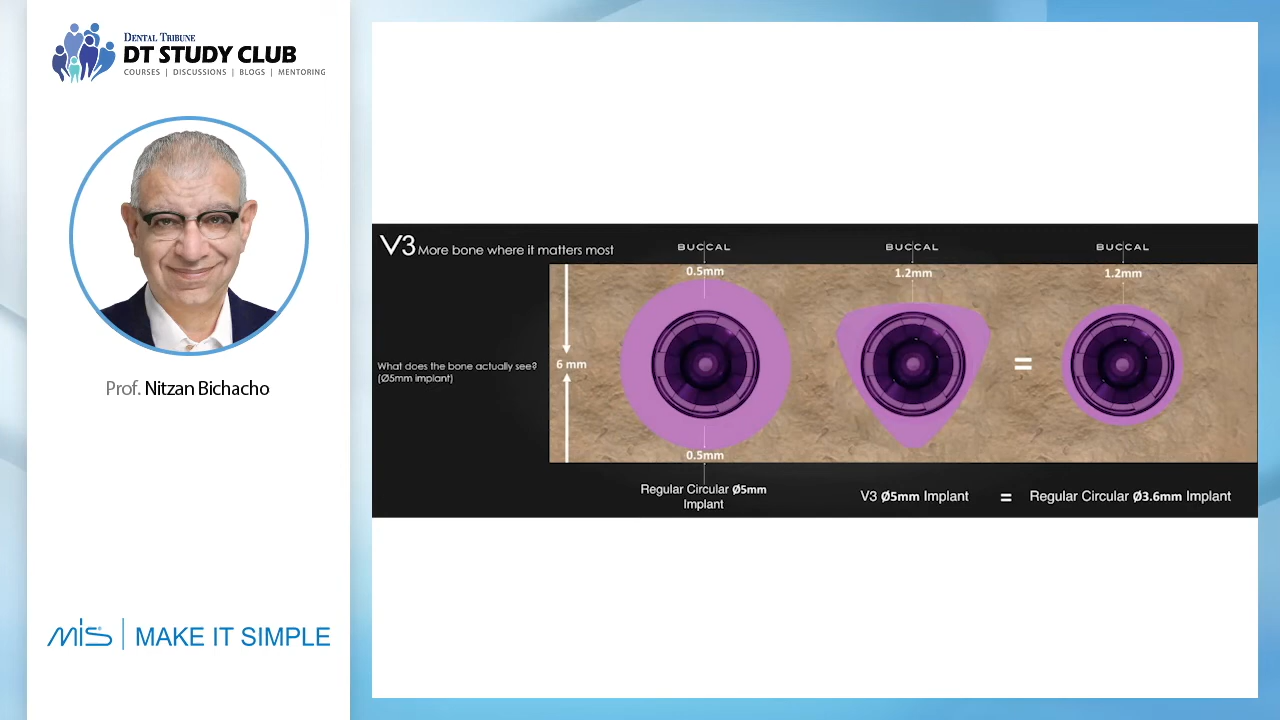 DENTAL TRIBUNE
DT STUDY CLUB
COURSES | DISCUSSIONS | BLOGS | MENTORING
Prof. Nitzan Bichacho
MIS® | MAKE IT SIMPLE
V3 More bone where it matters most
BUCCAL
BUCCAL
BUCCAL
0.5mm
1.2mm
1.2mm
What does the bone actually see?
(Ø5mm implant)
6 mm
=
0.5mm
Regular Circular Ø5mm
Implant
V3 Ø5mm Implant
=
Regular Circular Ø3.6mm Implant